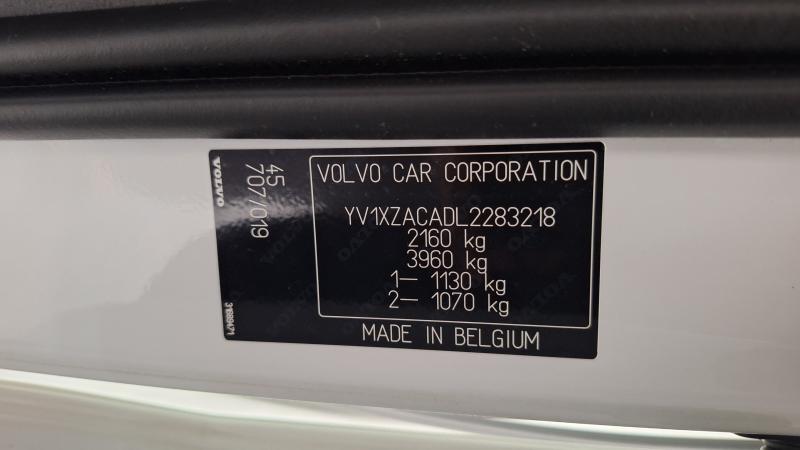 VOLVO
45
707/019
VOLVO CAR CORPORATION
YV1XZACADL2283218
2160 kg
3960 kg
1– 1130 kg
2– 1070 kg
MADE IN BELGIUM